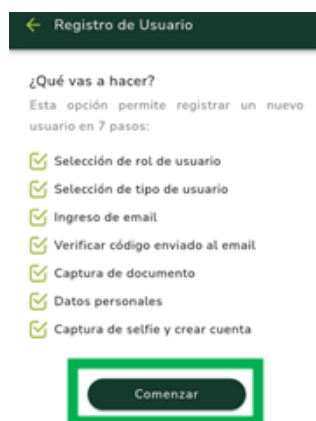 Registro de Usuario
¿Qué vas a hacer?
Esta opción permite registrar un nuevo
usuario en 7 pasos:
Selección de rol de usuario
Selección de tipo de usuario
Ingreso de email
Verificar código enviado al email
Captura de documento
Datos personales
Captura de selfie y crear cuenta
Comenzar